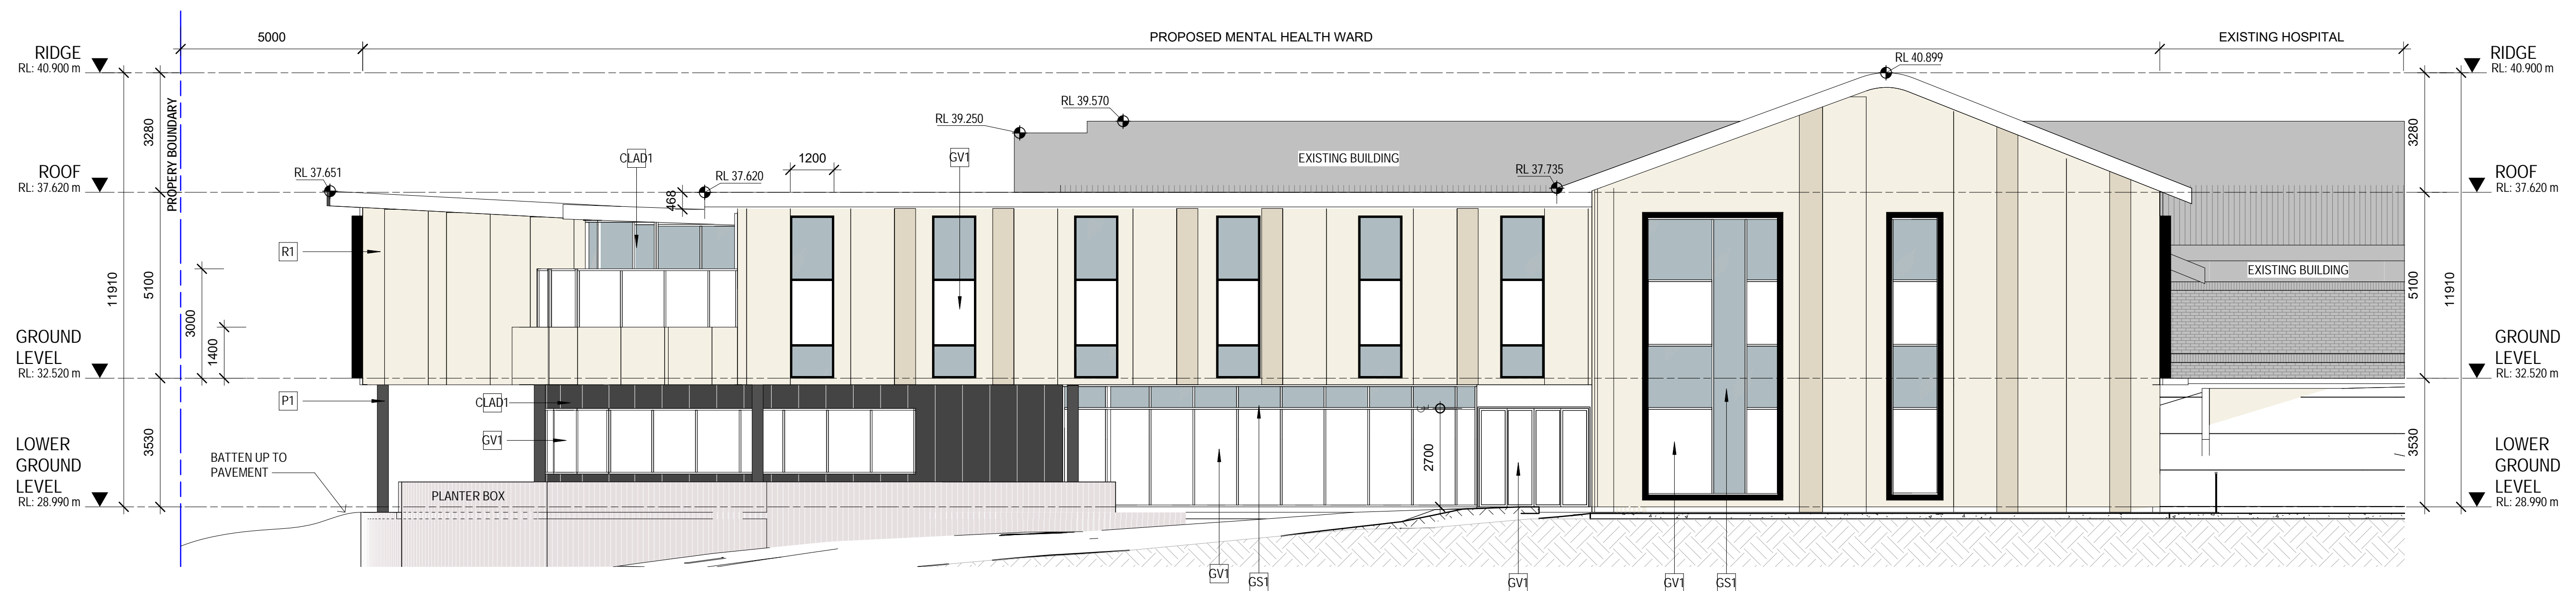 5000
PROPOSED MENTAL HEALTH WARD
EXISTING HOSPITAL
RIDGE
RL: 40.900 m
RL 40.899
RIDGE
RL: 40.900 m
RL 39.570
RL 39.250
3280
PROPERTY BOUNDARY
CLAD1
1200
GV1
EXISTING BUILDING
3280
ROOF
RL: 37.620 m
RL 37.651
RL 37.620
468
RL 37.735
ROOF
RL: 37.620 m
R1
11910
5100
3000
1400
EXISTING BUILDING
5100
11910
GROUND
LEVEL
RL: 32.520 m
GROUND
LEVEL
RL: 32.520 m
P1
CLAD1
GV1
3530
2700
3530
LOWER
GROUND
LEVEL
RL: 28.990 m
BATTEN UP TO
PAVEMENT
PLANTER BOX
LOWER
GROUND
LEVEL
RL: 28.990 m
GV1
GS1
GV1
GV1
GS1